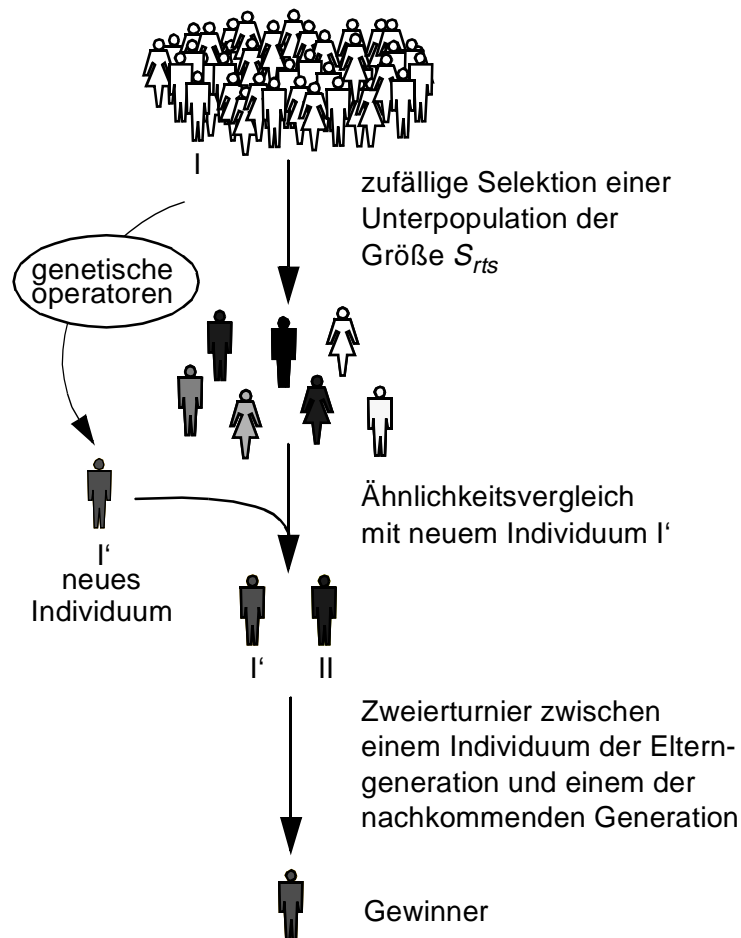 I
zufällige Selektion einer
Unterpopulation der
Größe S_rts
genetische
operatoren
Ähnlichkeitsvergleich
mit neuem Individuum I‘
I‘
neues
Individuum
I‘ II
Zweierturnier zwischen
einem Individuum der Eltern-
generation und einem der
nachkommenden Generation
Gewinner